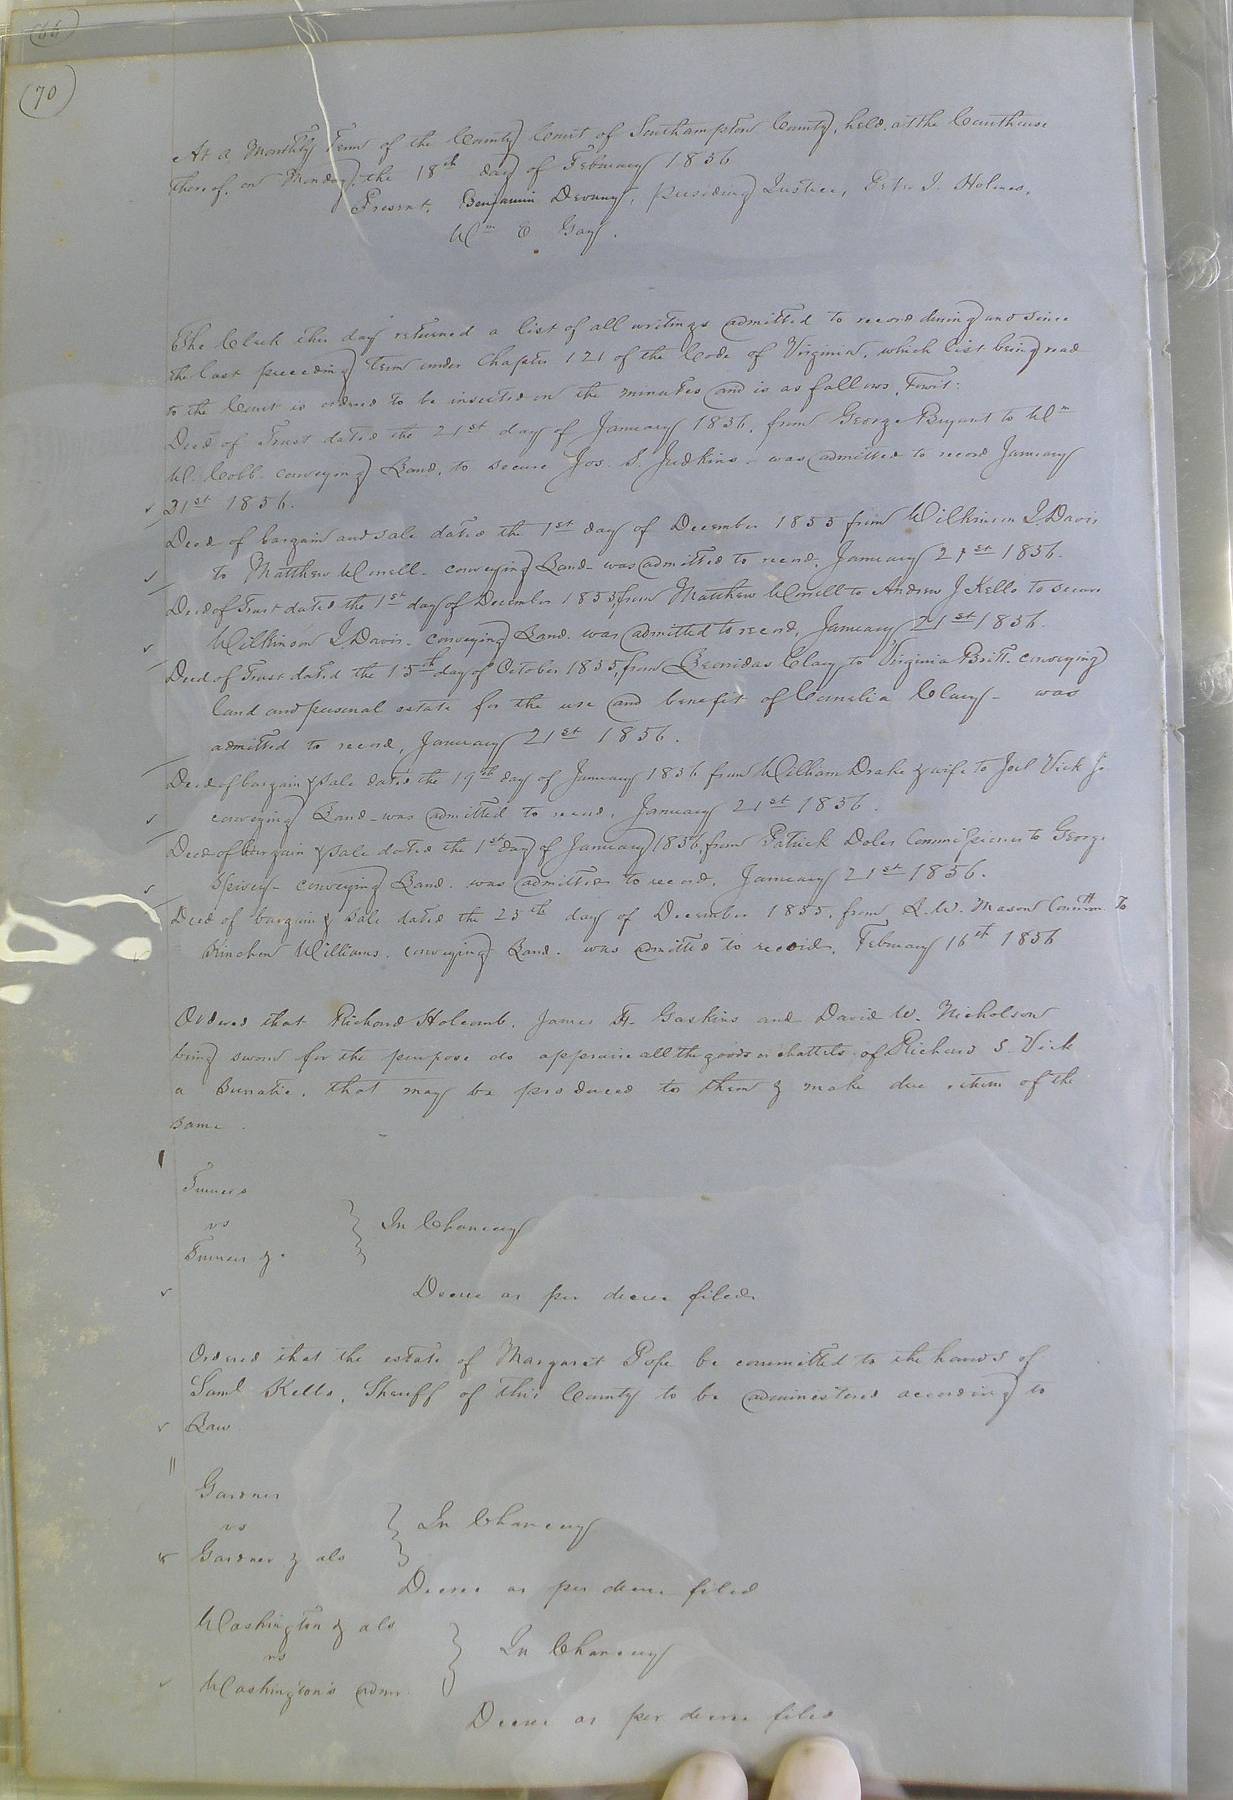 (66)
(70)
At a Monthly Term of the County Court of Southampton County, held at the Courthouse
thereof, on Monday, the 18th day of February 1856
Present, Benjamin Devany, presiding Justice, Petr J. Holmes,
Wm E Gay.
The Clerk this day returned a list of all writings admitted to record during and since
the last preceding Term under Chapter 121 of the Code of Virginia, which list being read
to the Court is ordered to be inserted on the minutes and is as follows, Towit:
Deed of Trust dated the 21st day of January 1856, from George Bryant to Wm
W. Cobb conveying Land, to secure Jos. S. Judkins - was admitted to record January
21st 1856.
Deed of bargain and sale dated the 1st day of December 1855 from Wilkinson J. Davis
to Matthew Worrell - conveying Land - was admitted to record, January 21st 1856.
Deed of Trust dated the 1st day of December 1855, from Matthew Worrell to Andrew J Kello to secure
Wilkinson J. Davis - conveying Land. was admitted to record, January 21st 1856.
Deed of Trust dated the 15th day of October 1855, from Leonidas Clary to Virginia Britt - conveying
land and personal estate for the use and benefit of Cornelia Clary - was
admitted to record, January 21st 1856.
Deed of bargain & sale dated the 19th day of January 1856 from William Drake & wife to Joel Vick Jr
conveying Land - was admitted to record, January 21st 1856.
Deed of bargain & sale dated the 1st day of January 1856, from Patrick Doles Commissioner to George
Spivey - conveying Land. was admitted to record, January 21st 1856.
Deed of bargain & sale dated the 25th day of December 1855, from L. W. Mason Comm. To
Williams, conveying Land. was admitted to record, February 16th 1856
Ordered that Richard Holcomb, James H. Gaskins and David W. Nicholson
being sworn for the purpose do appraise all the goods or chattels of Richard S. Vick
a lunatic, that may be produced to them & make due return of the
same.
Turners
vs
Turner &.
} In Chancery
Decree as per decree filed.
Ordered that the estate of Margaret Pope be committed to the hands of
Saml Kello, Sheriff of this County to be administered according to
Law
Gardner
vs
Gardner & als
} In Chancery
Decree as per decree filed
Washington & als
vs
Washington's admr.
} In Chancery
Decree as per decree filed